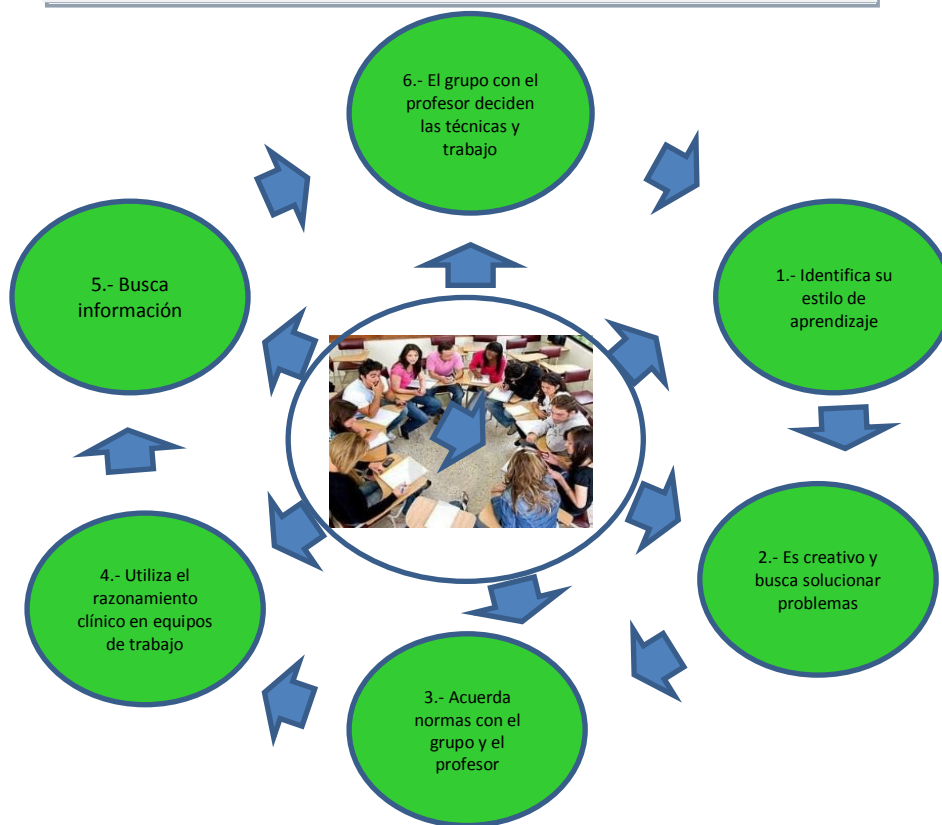 6.- El grupo con el
profesor deciden
las técnicas y
trabajo
1.- Identifica su
estilo de
aprendizaje
2.- Es creativo y
busca solucionar
problemas
3.- Acuerda
normas con el
grupo y el
profesor
4.- Utiliza el
razonamiento
clínico en equipos
de trabajo
5.- Busca
información